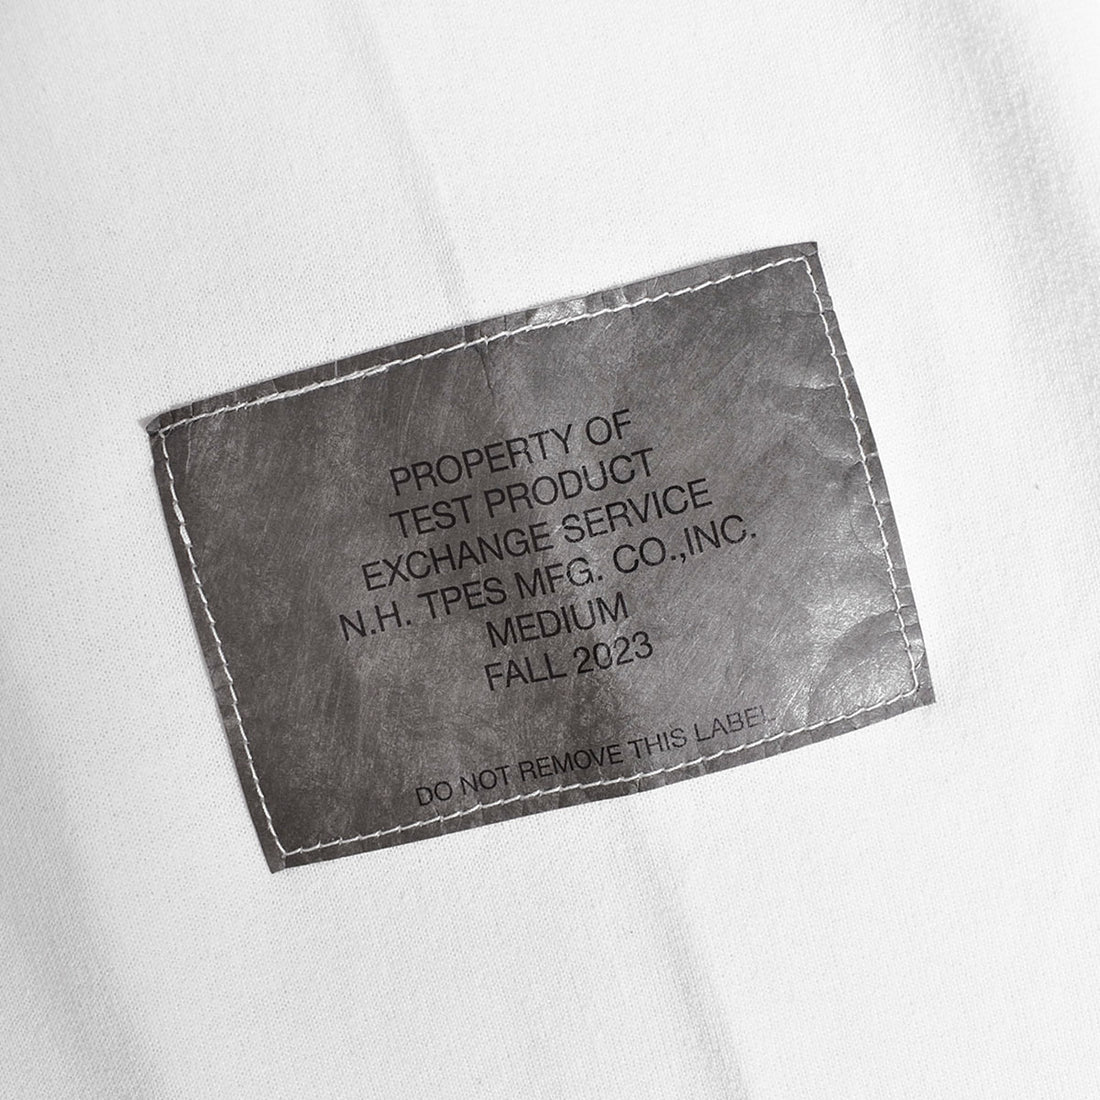 PROPERTY OF
TEST PRODUCT
EXCHANGE SERVICE
N.H. TPES MFG. CO.,INC.
MEDIUM
FALL 2023
DO NOT REMOVE THIS LABEL